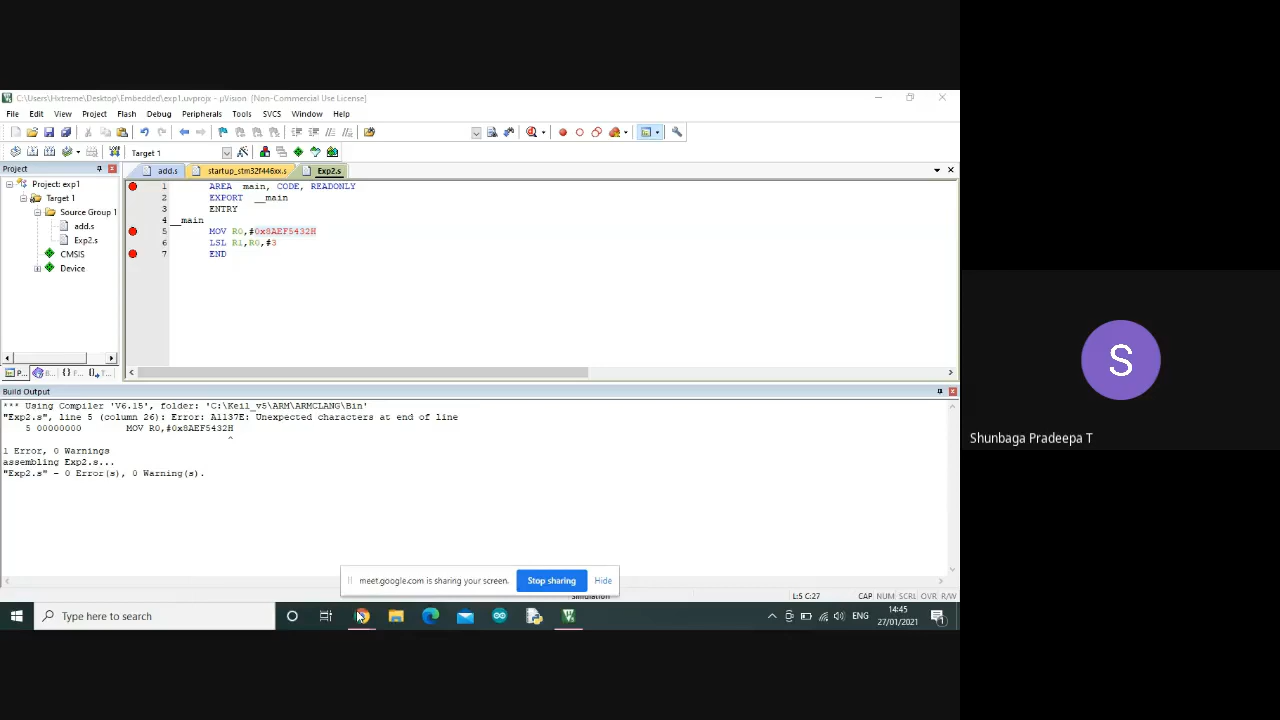 C:\Users\Hxtreme\Desktop\Embedded\exp1.uvprojx - µVision [Non-Commercial Use License]
File Edit View Project Flash Debug Peripherals Tools SVCS Window Help
Target 1
Project
add.s startup_stm32f446xx.s Exp2.s
Project: exp1
Target 1
Source Group 1
add.s
Exp2.s
CMSIS
Device
1 AREA main, CODE, READONLY
2 EXPORT __main
3 ENTRY
4 __main
5 MOV R0,#0x8AEF5432H
6 LSL R1,R0,#3
7 END
P... B... {} F... T...
Build Output
*** Using Compiler 'V6.15', folder: 'C:\Keil_v5\ARM\ARMCLANG\Bin'
"Exp2.s", line 5 (column 26): Error: A1137E: Unexpected characters at end of line
5 00000000 MOV R0,#0x8AEF5432H
^
1 Error, 0 Warnings
assembling Exp2.s...
"Exp2.s" - 0 Error(s), 0 Warning(s).
meet.google.com is sharing your screen. Stop sharing Hide
Simulation L:5 C:27 CAP NUM SCRL OVR R/W
Type here to search
ENG
14:45
27/01/2021
1
S
Shunbaga Pradeepa T